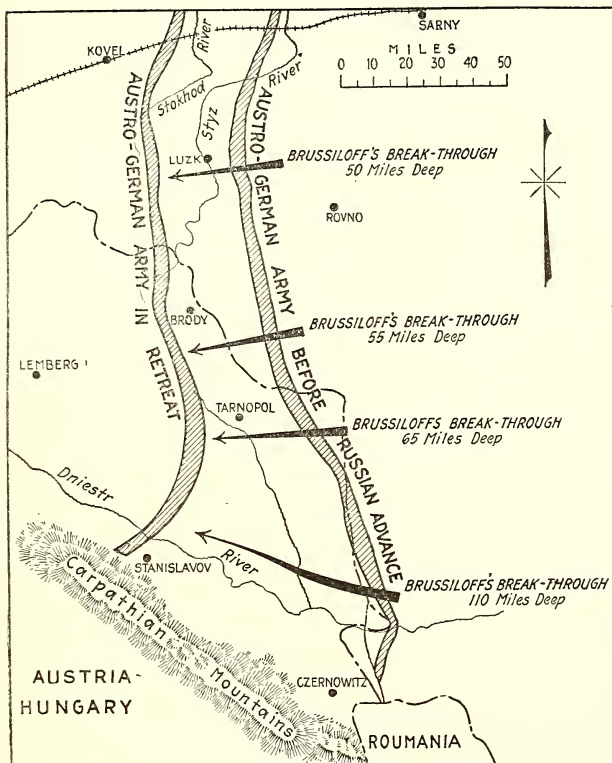 SARNY
KOVEL
River
MILES
0 10 20 30 40 50
River
Stokhod
Styz
AUSTRO-GERMAN ARMY IN RETREAT
AUSTRO-GERMAN ARMY BEFORE RUSSIAN ADVANCE
LUZK
BRUSSILOFF'S BREAK-THROUGH
50 Miles Deep
ROVNO
BRODY
BRUSSILOFF'S BREAK-THROUGH
55 Miles Deep
LEMBERG
TARNOPOL
BRUSSILOFFS BREAK-THROUGH
65 Miles Deep
Dniestr
River
STANISLAVOV
BRUSSILOFF'S BREAK-THROUGH
110 Miles Deep
Carpathian Mountains
AUSTRIA-
HUNGARY
CZERNOWITZ
ROUMANIA